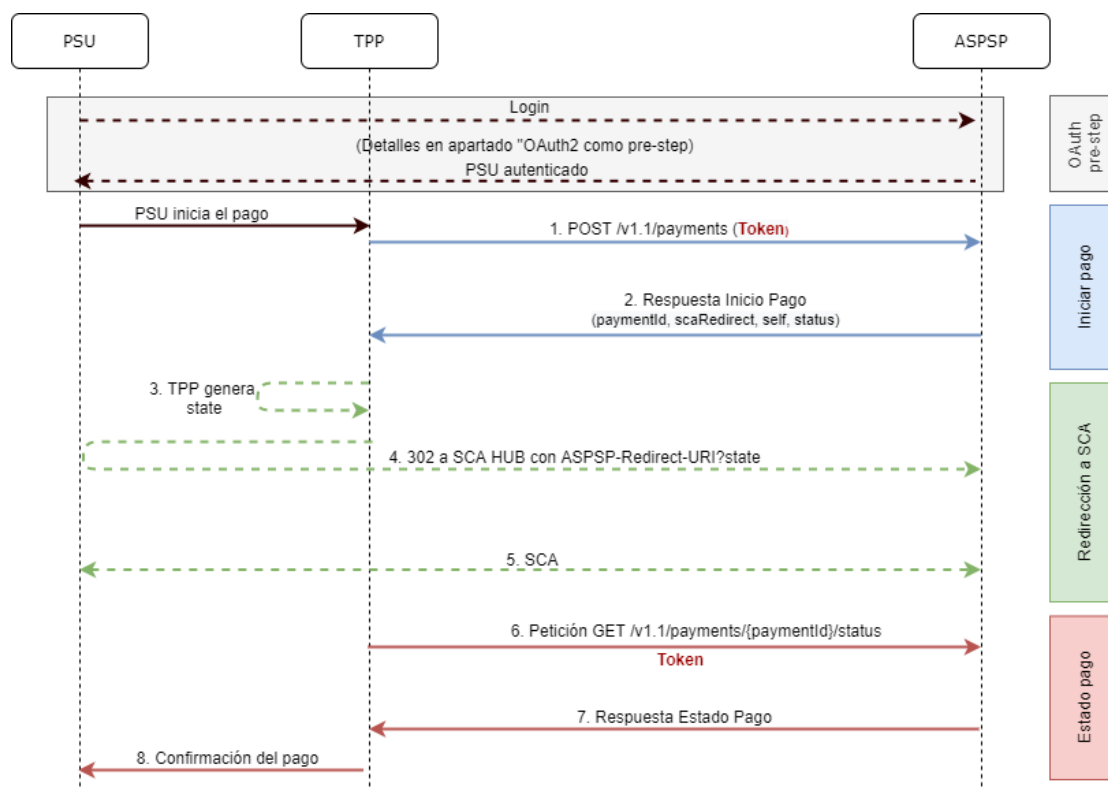 PSU
TPP
ASPSP
Login
(Detalles en apartado "OAuth2 como pre-step)
PSU autenticado
OAuth
pre-step
PSU inicia el pago
1. POST /v1.1/payments (Token)
2. Respuesta Inicio Pago
(paymentId, scaRedirect, self, status)
Iniciar pago
3. TPP genera
state
4. 302 a SCA HUB con ASPSP-Redirect-URI?state
5. SCA
Redirección a SCA
6. Petición GET /v1.1/payments/{paymentId}/status
Token
7. Respuesta Estado Pago
8. Confirmación del pago
Estado pago